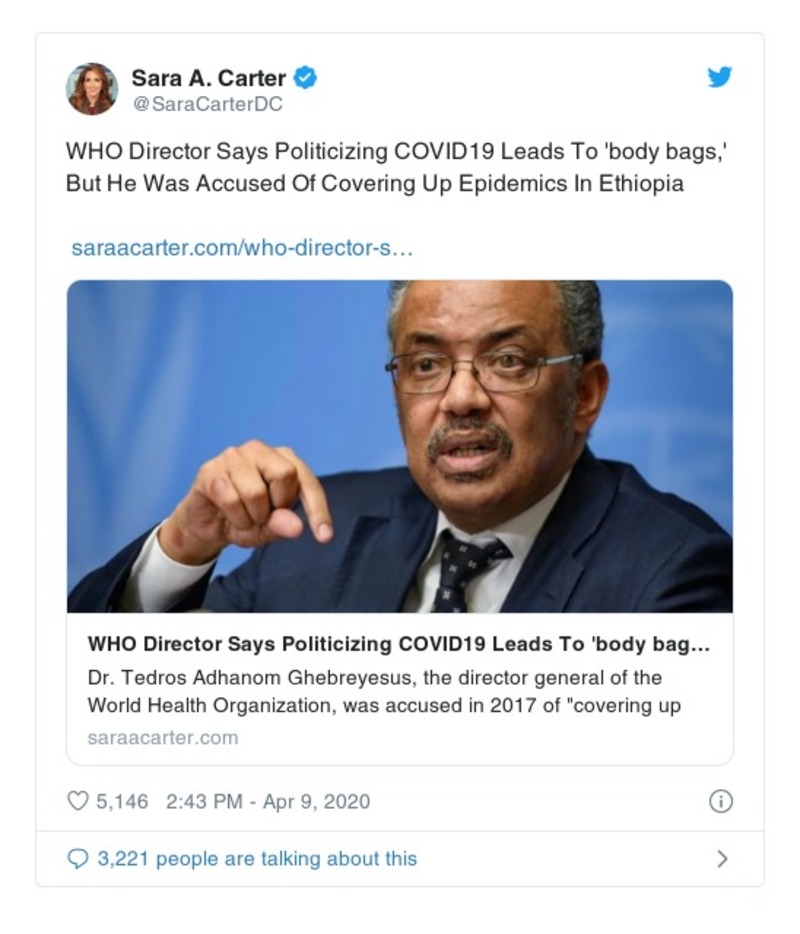 Sara A. Carter
@SaraCarterDC
WHO Director Says Politicizing COVID19 Leads To 'body bags,'
But He Was Accused Of Covering Up Epidemics In Ethiopia
saraacarter.com/who-director-s…
WHO Director Says Politicizing COVID19 Leads To 'body bag...
Dr. Tedros Adhanom Ghebreyesus, the director general of the
World Health Organization, was accused in 2017 of "covering up
saraacarter.com
5,146 2:43 PM - Apr 9, 2020
3,221 people are talking about this